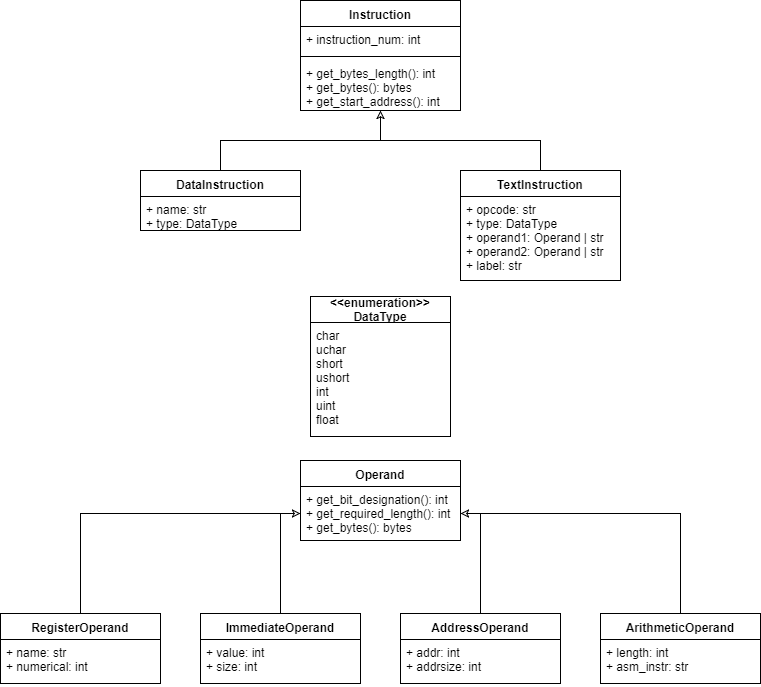 Instruction
+ instruction_num: int
+ get_bytes_length(): int
+ get_bytes(): bytes
+ get_start_address(): int
DataInstruction
+ name: str
+ type: DataType
TextInstruction
+ opcode: str
+ type: DataType
+ operand1: Operand | str
+ operand2: Operand | str
+ label: str
<<enumeration>>
DataType
char
uchar
short
ushort
int
uint
float
Operand
+ get_bit_designation(): int
+ get_required_length(): int
+ get_bytes(): bytes
RegisterOperand
+ name: str
+ numerical: int
ImmediateOperand
+ value: int
+ size: int
AddressOperand
+ addr: int
+ addrsize: int
ArithmeticOperand
+ length: int
+ asm_instr: str